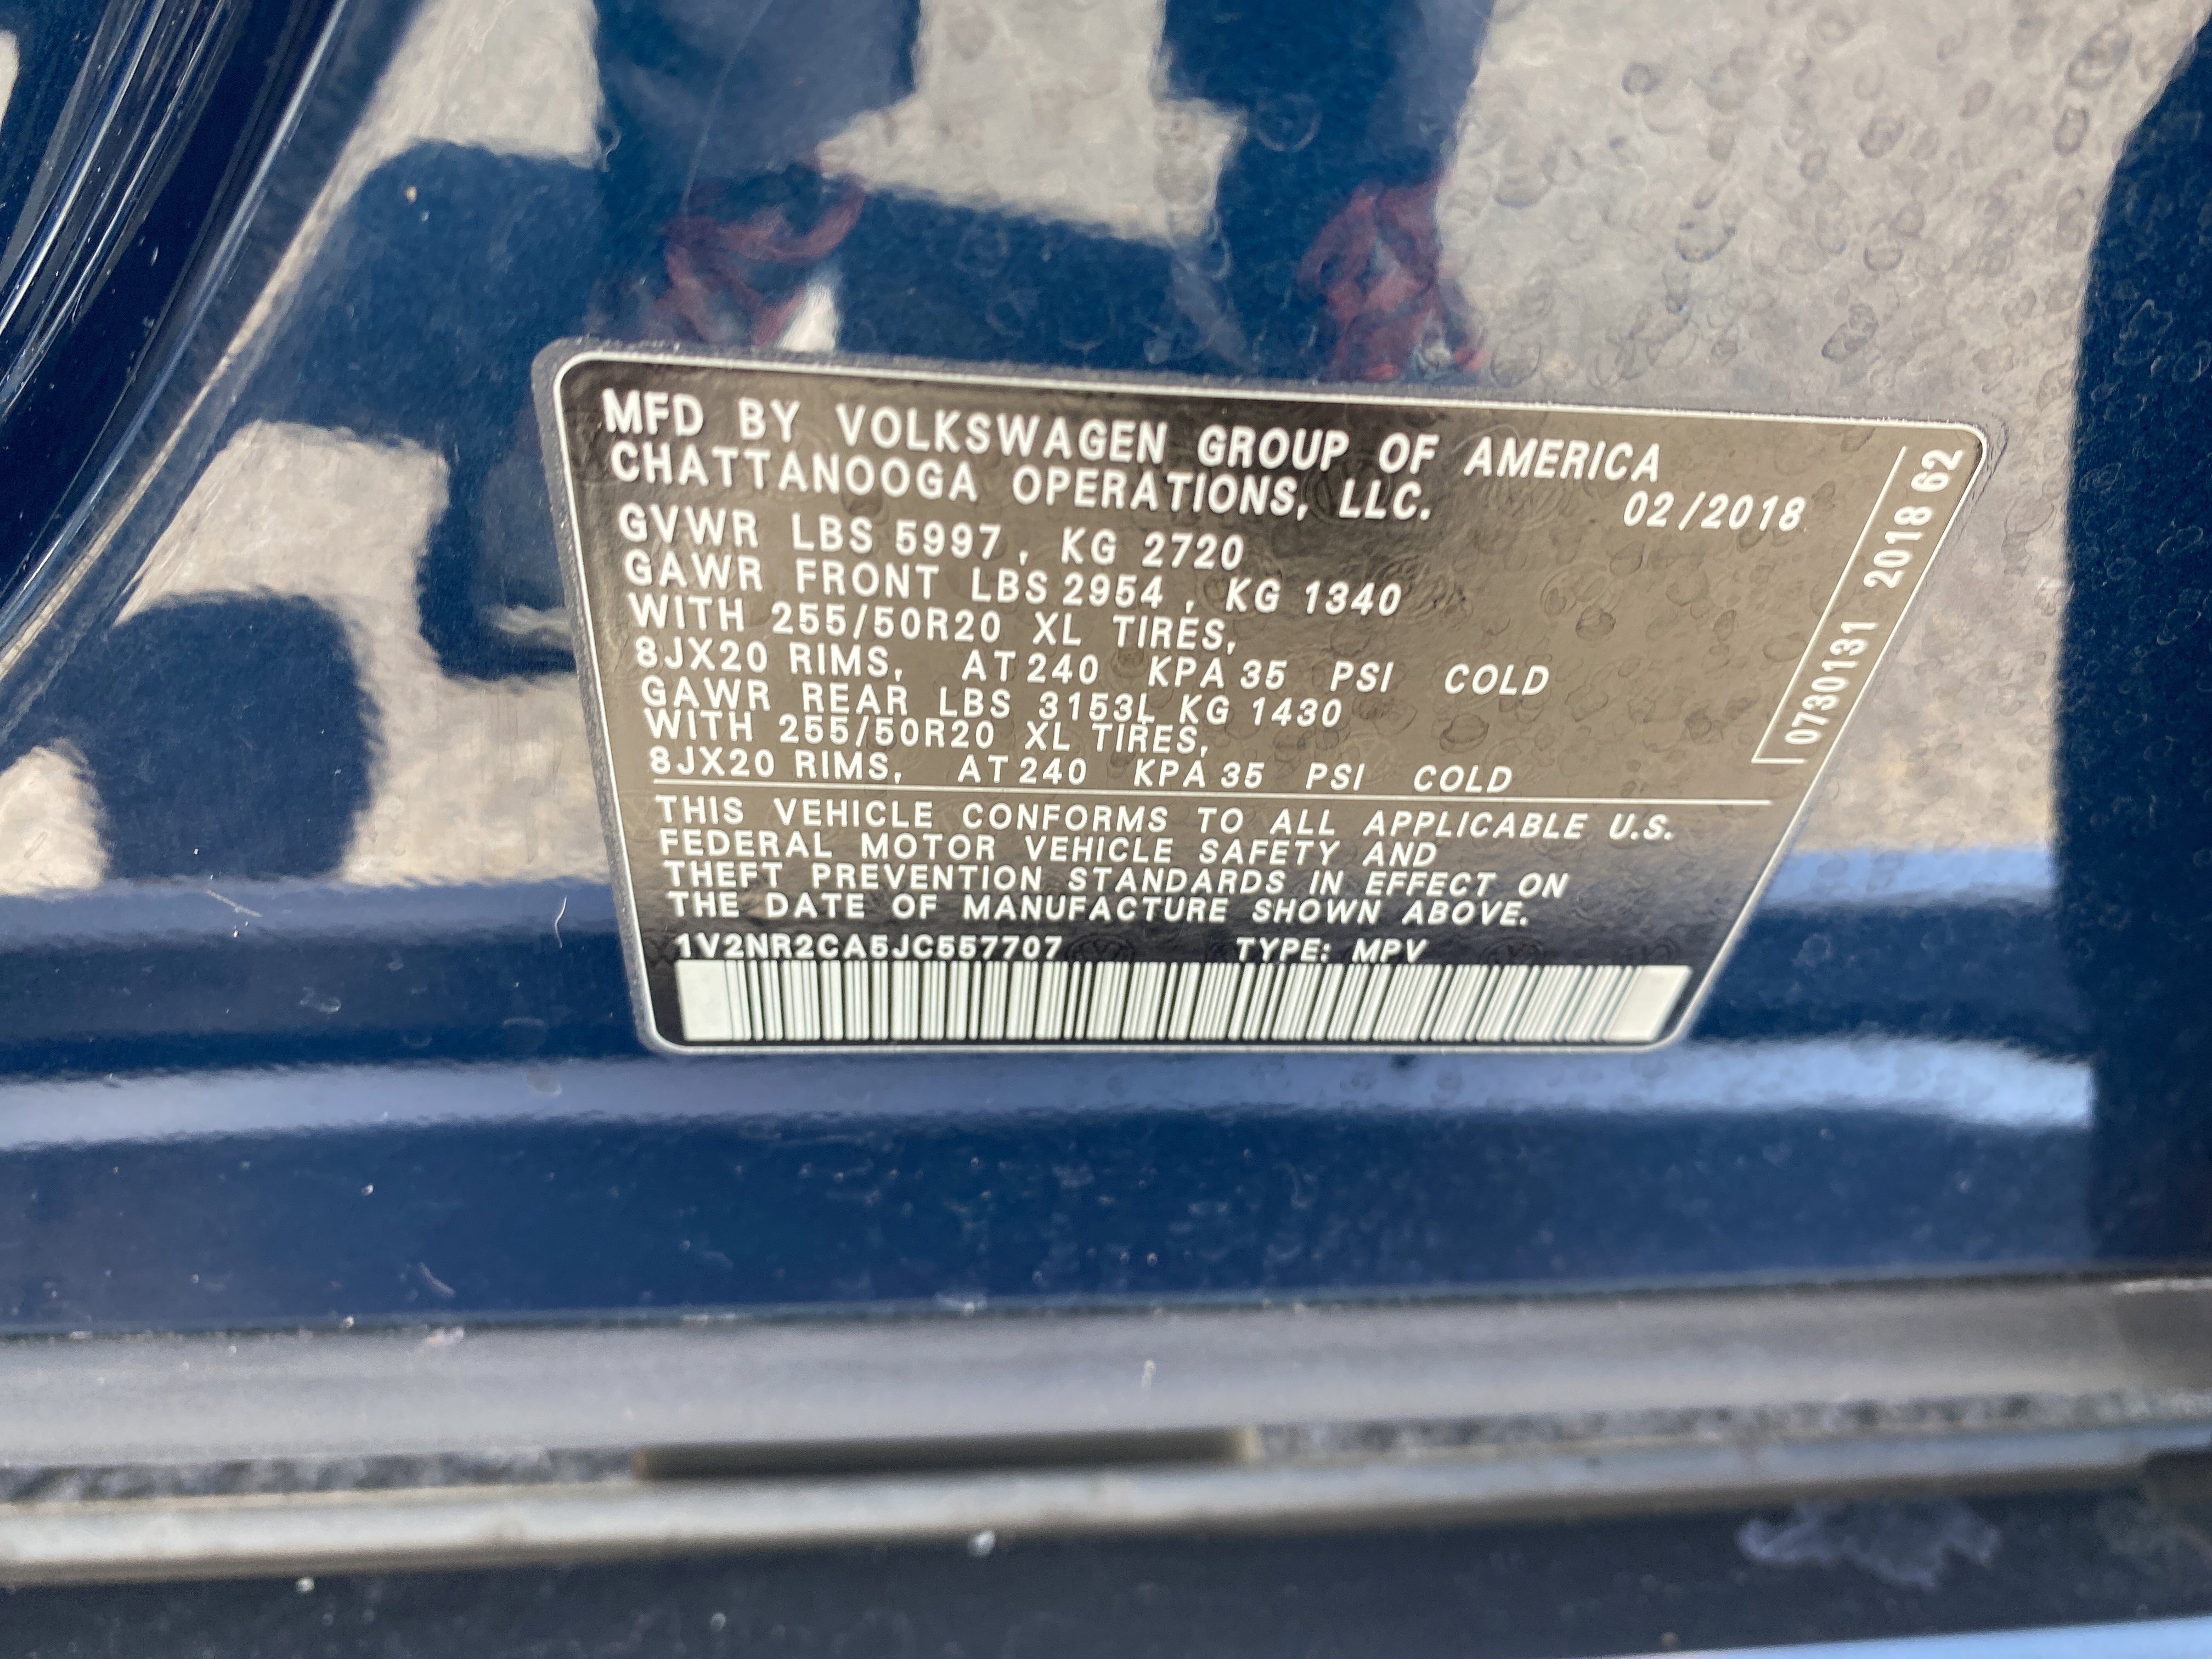 MFD BY VOLKSWAGEN GROUP OF AMERICA
CHATTANOOGA OPERATIONS, LLC. 02/2018
GVWR LBS 5997, KG 2720
GAWR FRONT LBS 2954, KG 1340
WITH 255/50R20 XL TIRES,
8JX20 RIMS, AT 240 KPA 35 PSI COLD
GAWR REAR LBS 3153L KG 1430
WITH 255/50R20 XL TIRES,
8JX20 RIMS, AT 240 KPA 35 PSI COLD
THIS VEHICLE CONFORMS TO ALL APPLICABLE U.S.
FEDERAL MOTOR VEHICLE SAFETY AND
THEFT PREVENTION STANDARDS IN EFFECT ON
THE DATE OF MANUFACTURE SHOWN ABOVE.
1V2NR2CA5JC557707 TYPE: MPV
0730131 2018 62